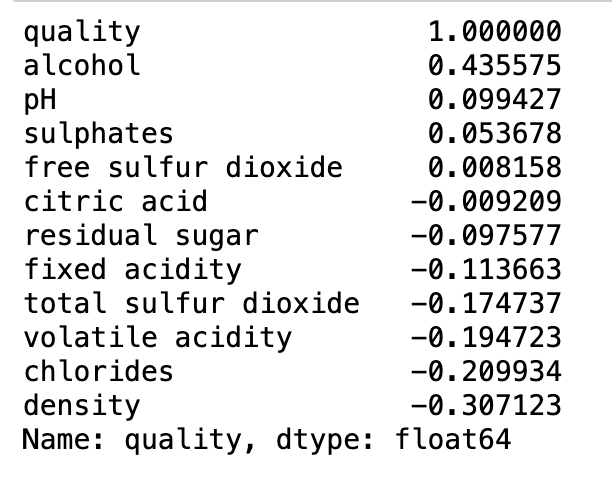 quality 1.000000
alcohol 0.435575
pH 0.099427
sulphates 0.053678
free sulfur dioxide 0.008158
citric acid −0.009209
residual sugar −0.097577
fixed acidity −0.113663
total sulfur dioxide −0.174737
volatile acidity −0.194723
chlorides −0.209934
density −0.307123
Name: quality, dtype: float64